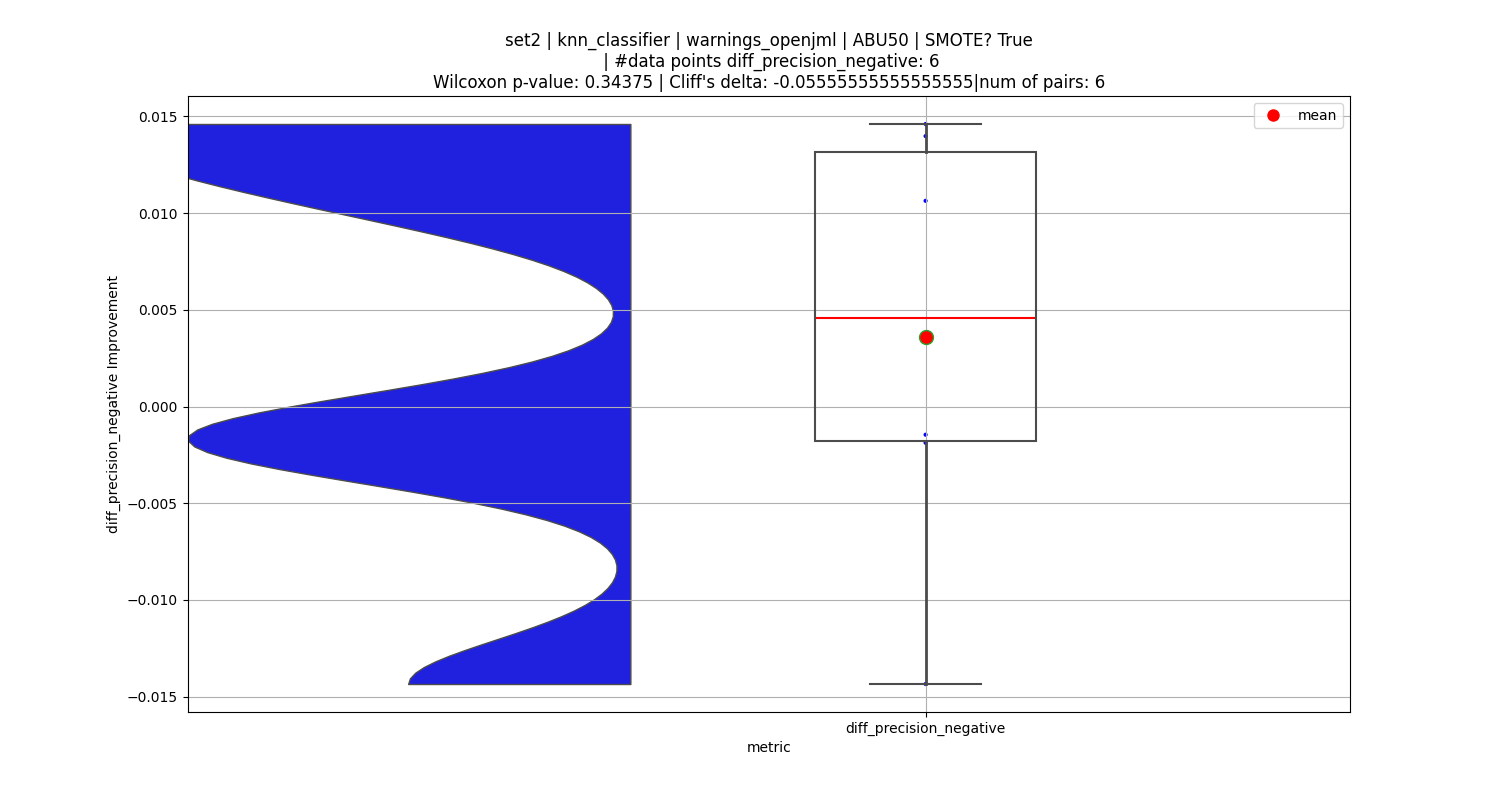 set2 | knn_classifier | warnings_openjml | ABU50 | SMOTE? True
| #data points diff_precision_negative: 6
Wilcoxon p-value: 0.34375 | Cliff's delta: -0.05555555555555555|num of pairs: 6
mean
0.015
0.010
0.005
0.000
−0.005
−0.010
−0.015
diff_precision_negative Improvement
diff_precision_negative
metric